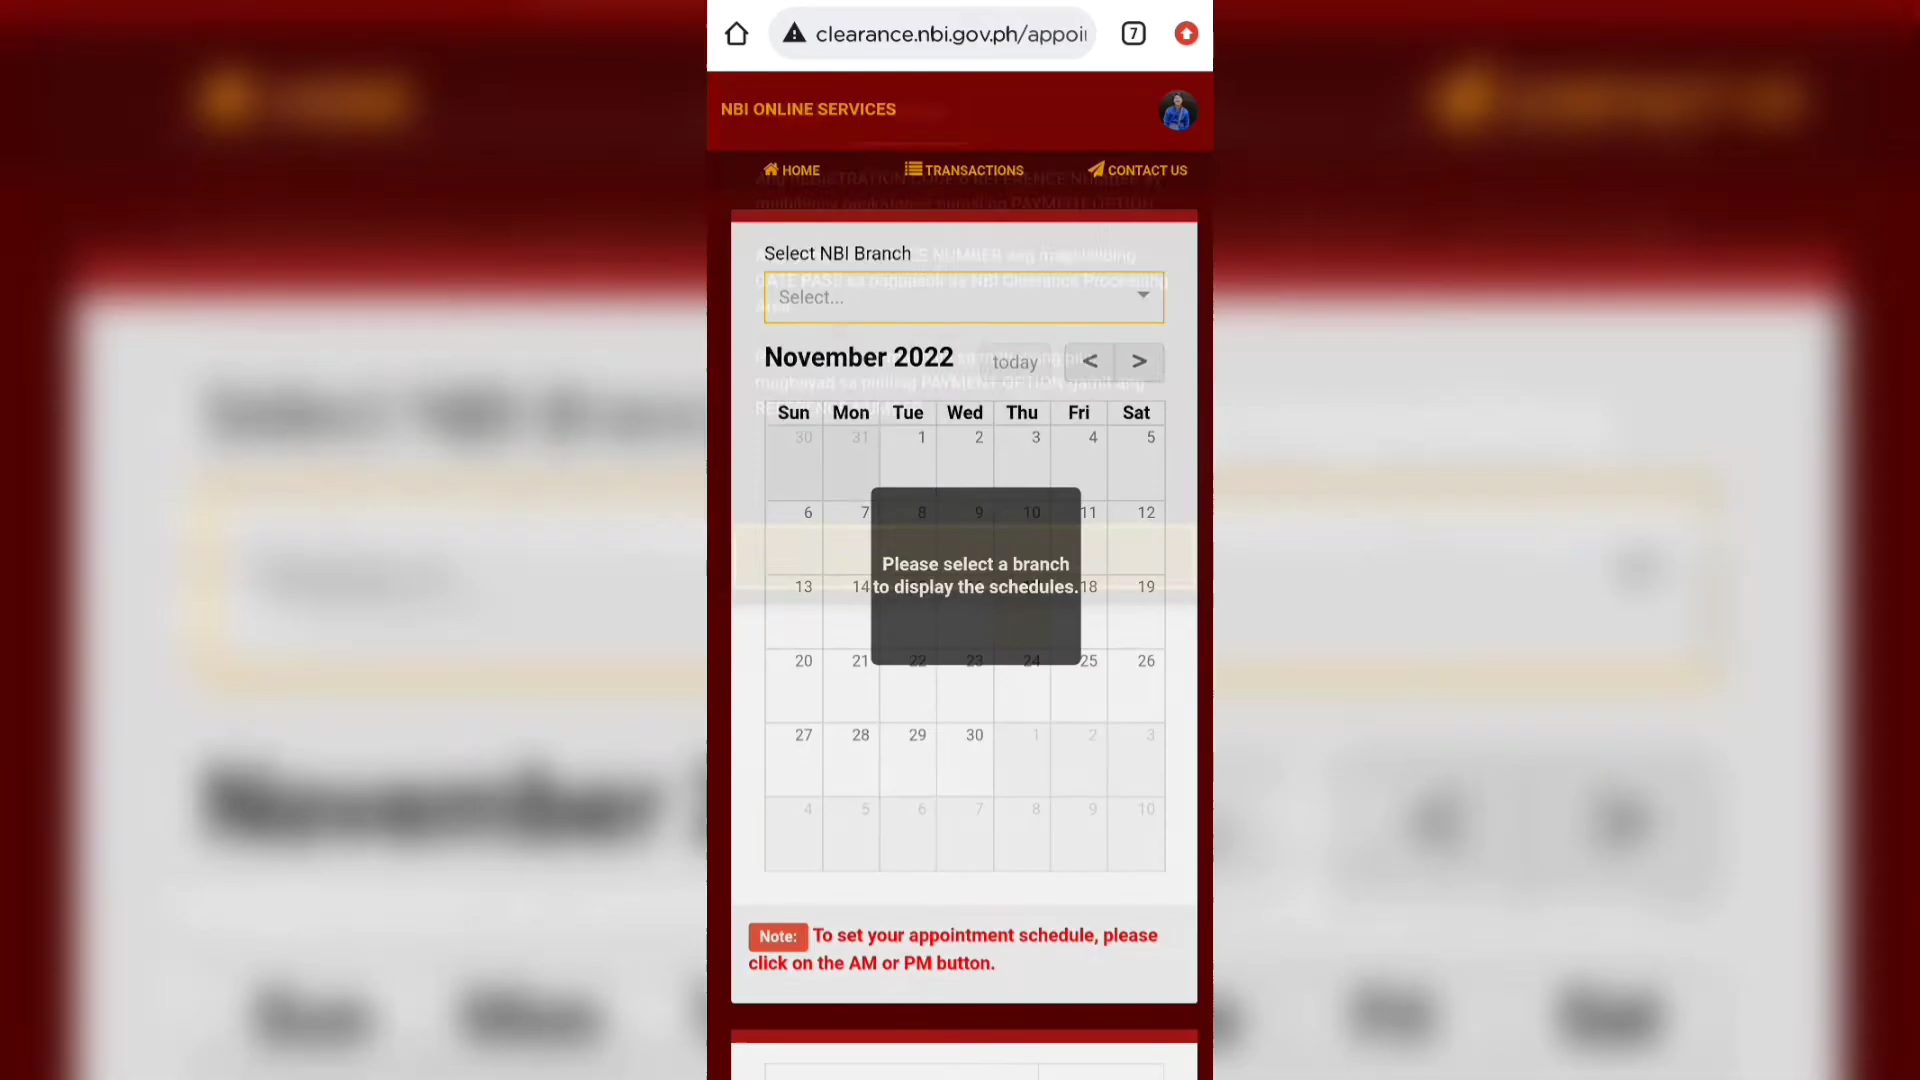 clearance.nbi.gov.ph/appoi
7
NBI ONLINE SERVICES
HOME
TRANSACTIONS
CONTACT US
Select NBI Branch
Select...
November 2022
today
<
>
Sun Mon Tue Wed Thu Fri Sat
30 31 1 2 3 4 5
6 7 8 9 10 11 12
13 14 18 19
20 21 22 23 24 25 26
27 28 29 30 1 2 3
4 5 6 7 8 9 10
Please select a branch
to display the schedules.
Note: To set your appointment schedule, please
click on the AM or PM button.